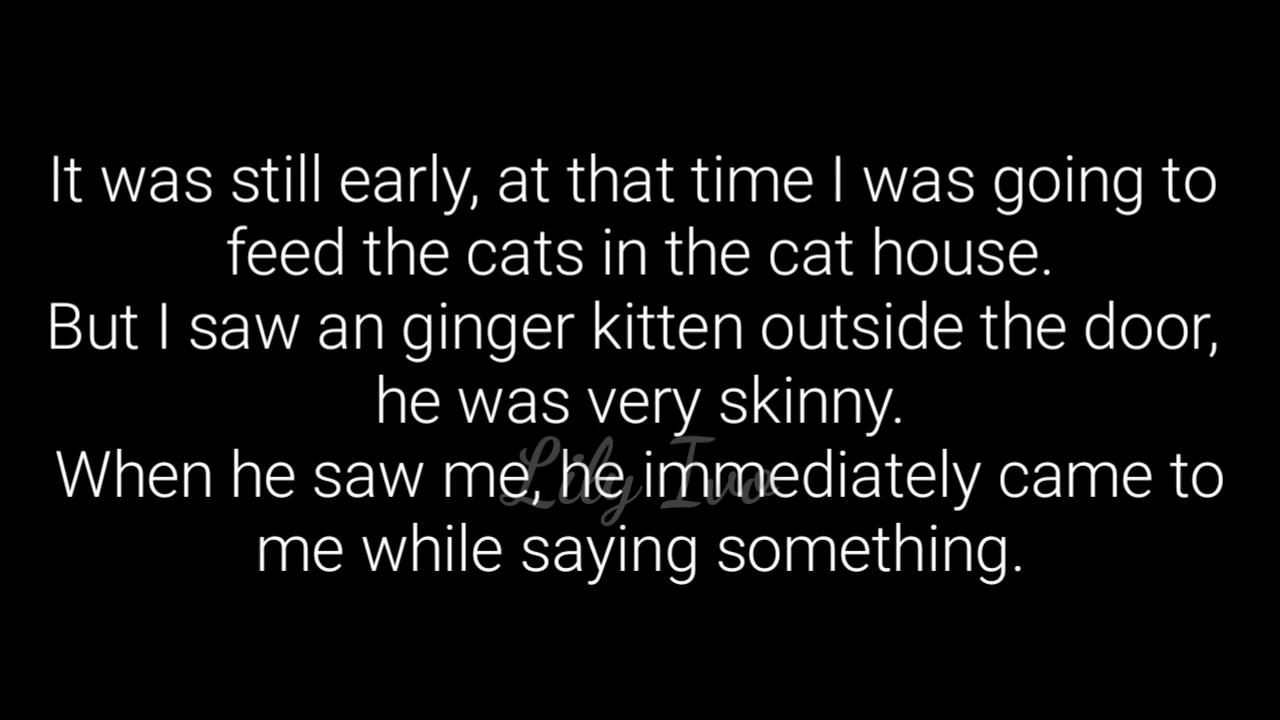 It was still early, at that time I was going to
feed the cats in the cat house.
But I saw an ginger kitten outside the door,
he was very skinny.
When he saw me, he immediately came to
Lily Ivo
me while saying something.